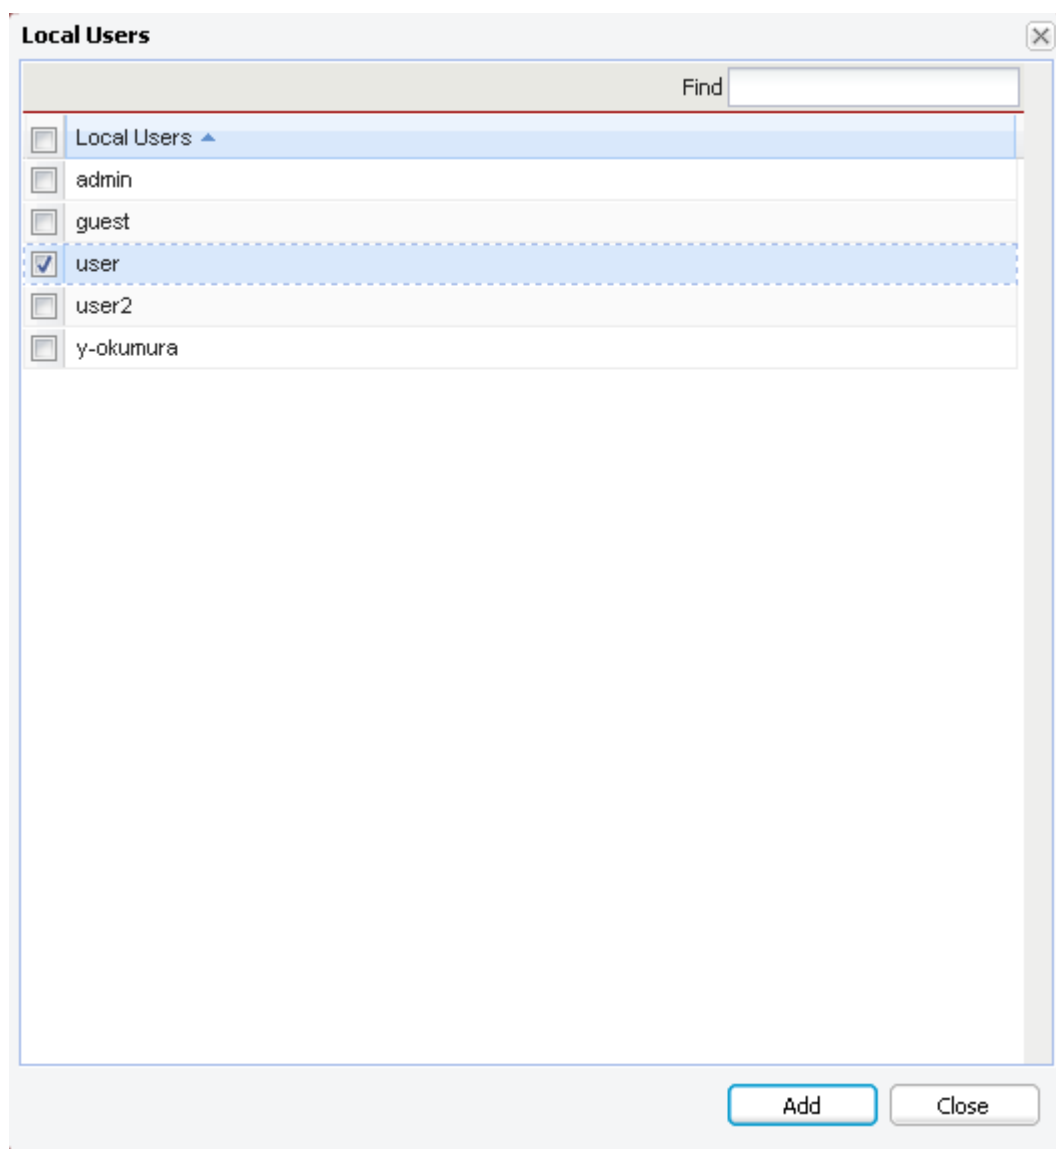 Local Users
Find
Local Users
admin
guest
user
user2
y-okumura
Add
Close